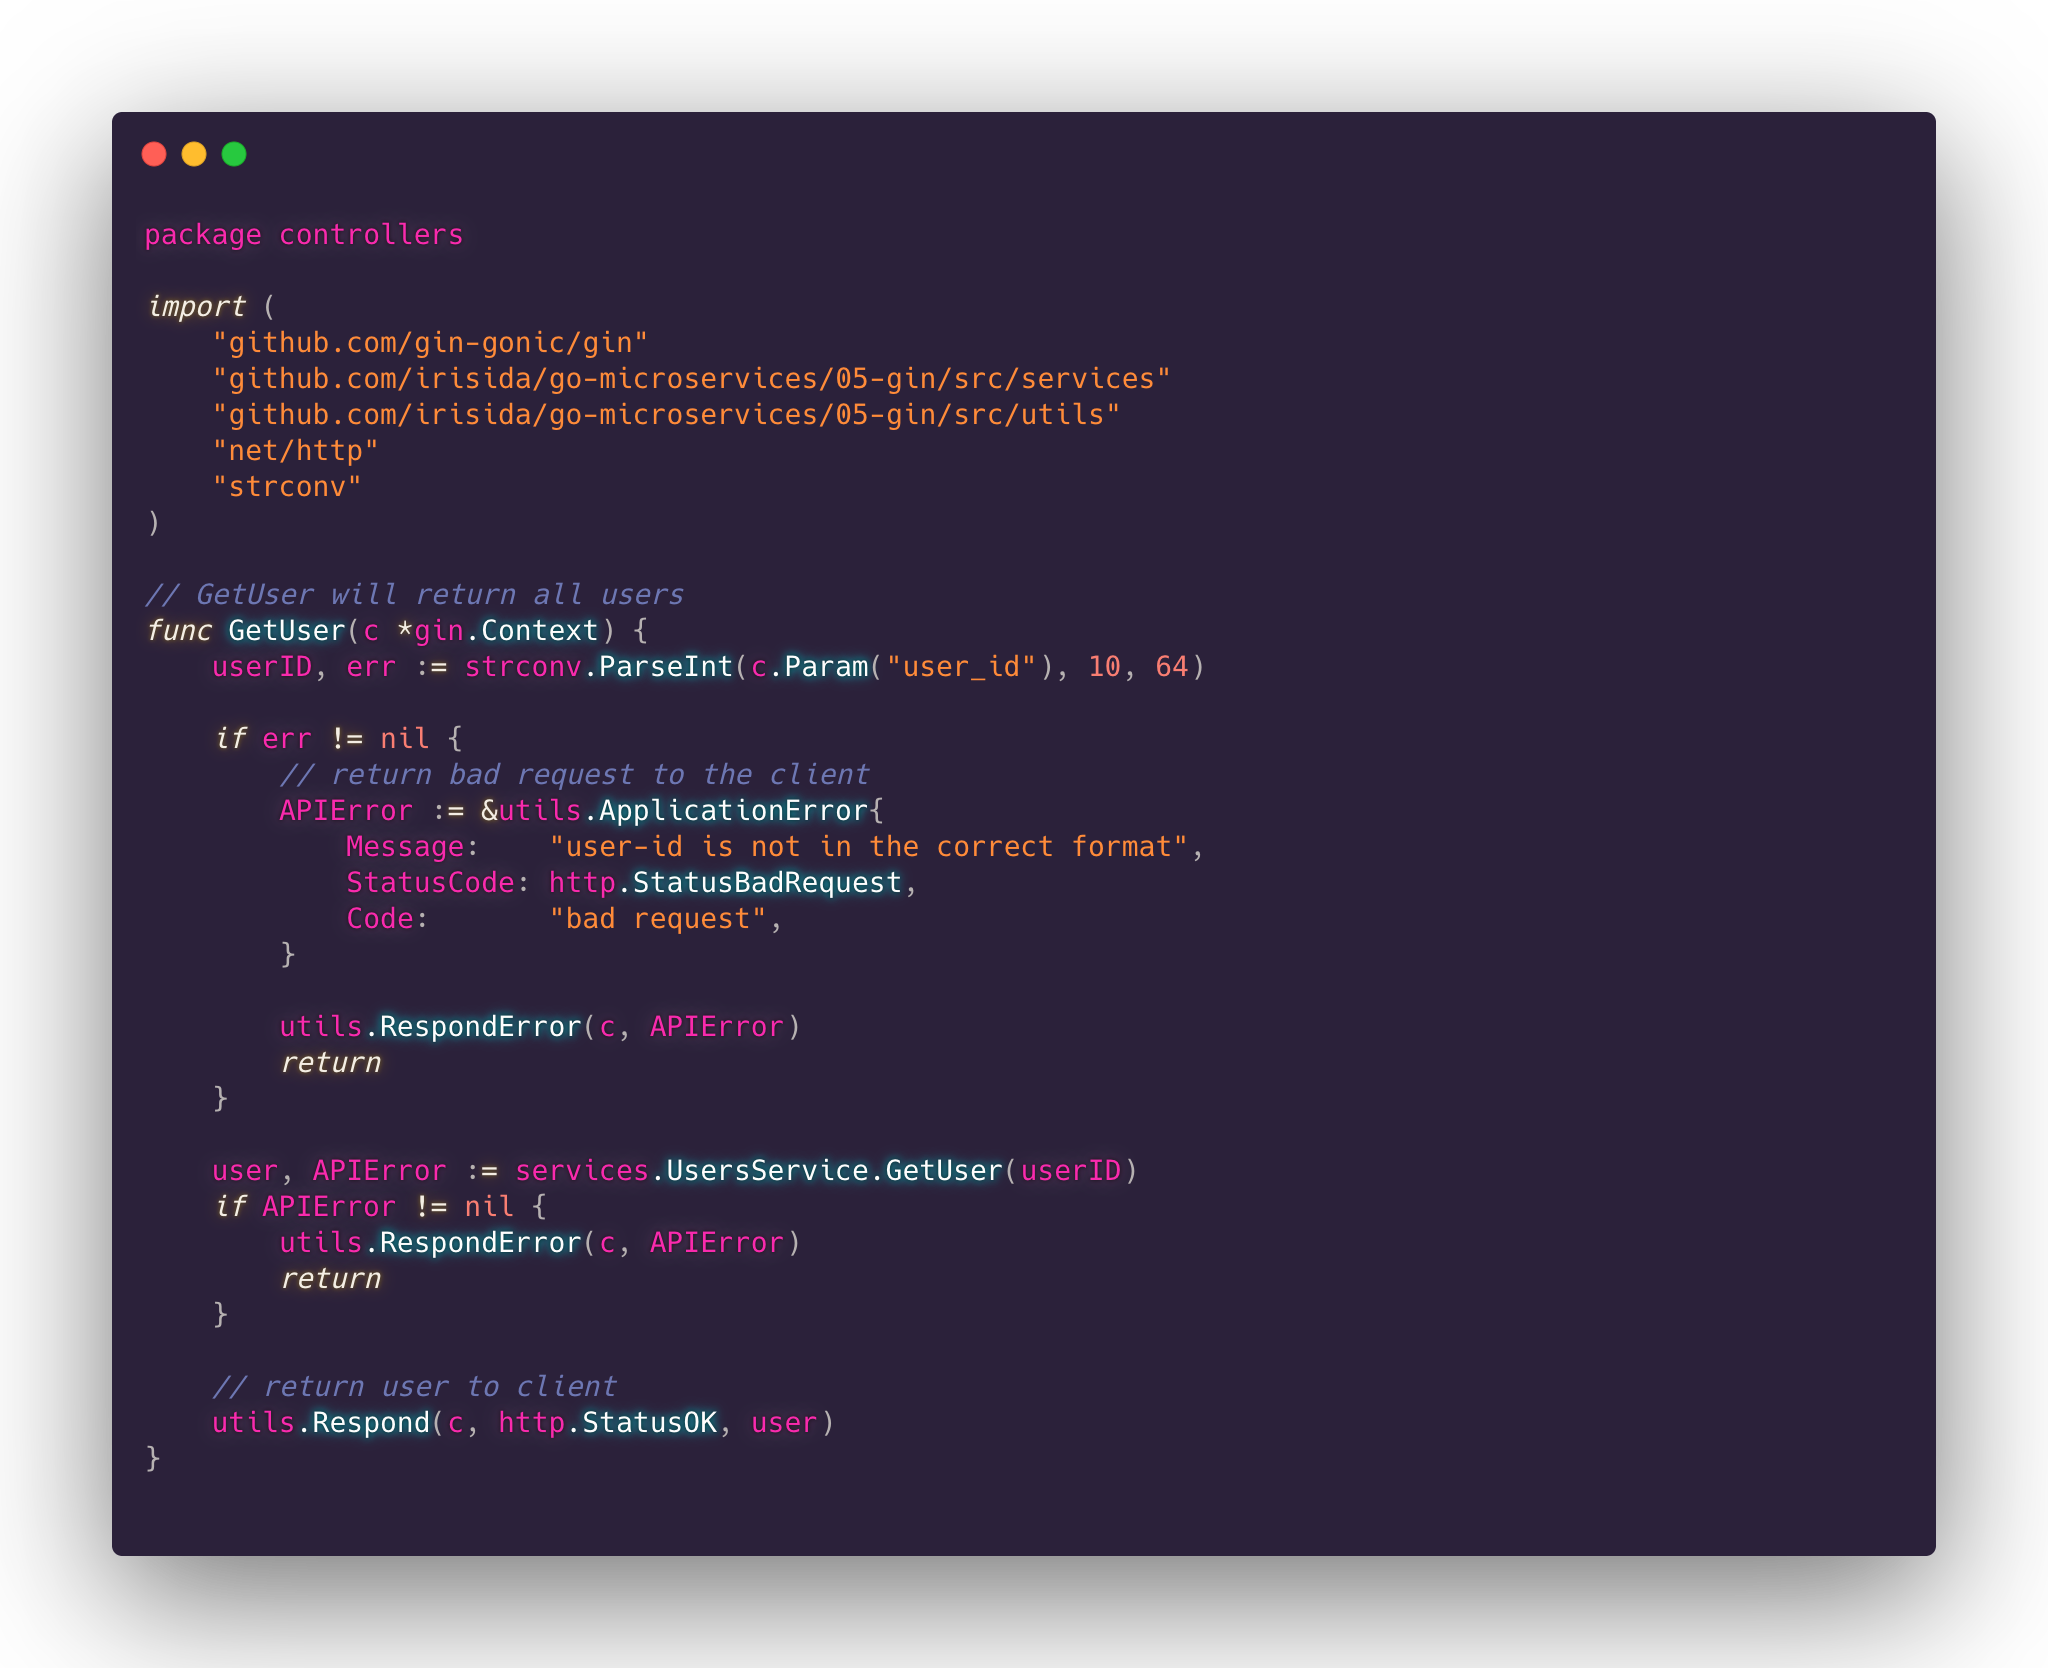 package controllers

import (
    "github.com/gin-gonic/gin"
    "github.com/irisida/go-microservices/05-gin/src/services"
    "github.com/irisida/go-microservices/05-gin/src/utils"
    "net/http"
    "strconv"
)

// GetUser will return all users
func GetUser(c *gin.Context) {
    userID, err := strconv.ParseInt(c.Param("user_id"), 10, 64)

    if err != nil {
        // return bad request to the client
        APIError := &utils.ApplicationError{
            Message:    "user-id is not in the correct format",
            StatusCode: http.StatusBadRequest,
            Code:       "bad request",
        }

        utils.RespondError(c, APIError)
        return
    }

    user, APIError := services.UsersService.GetUser(userID)
    if APIError != nil {
        utils.RespondError(c, APIError)
        return
    }

    // return user to client
    utils.Respond(c, http.StatusOK, user)
}